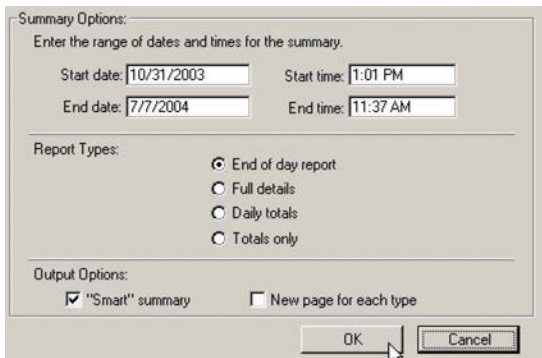 Summary Options:
Enter the range of dates and times for the summary.
Start date: 10/31/2003 Start time: 1:01 PM
End date: 7/7/2004 End time: 11:37 AM
Report Types:
End of day report
Full details
Daily totals
Totals only
Output Options:
"Smart" summary New page for each type
OK Cancel